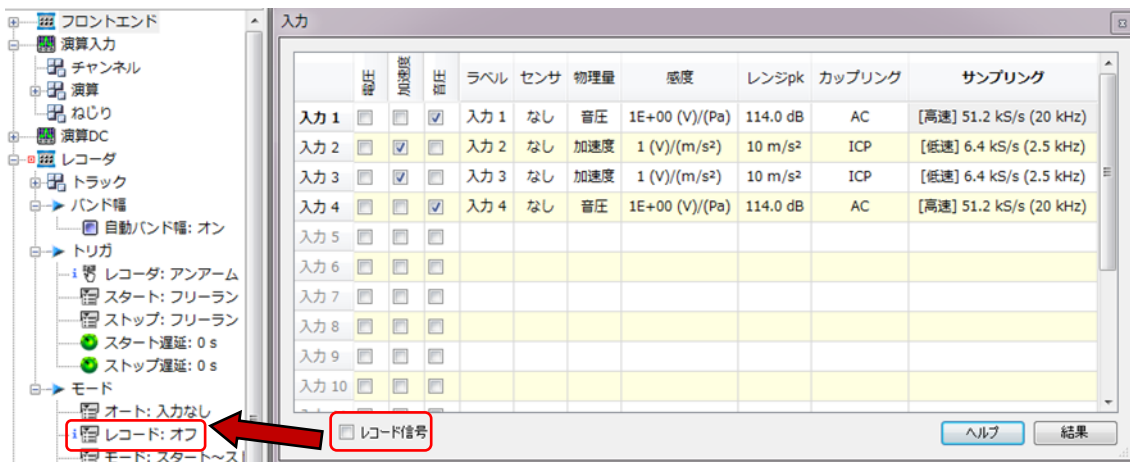 フロントエンド
演算入力
チャンネル
演算
ねじり
演算DC
レコーダ
トラック
バンド幅
自動バンド幅: オン
トリガ
レコーダ: アンアーム
スタート: フリーラン
ストップ: フリーラン
スタート遅延: 0 s
ストップ遅延: 0 s
モード
オート: 入力なし
レコード: オフ
モード: スタート～ス
入力
電圧 加速度 音圧 ラベル センサ 物理量 感度 レンジpk カップリング サンプリング
入力 1 入力 1 なし 音圧 1E+00 (V)/(Pa) 114.0 dB AC [高速] 51.2 kS/s (20 kHz)
入力 2 入力 2 なし 加速度 1 (V)/(m/s²) 10 m/s² ICP [低速] 6.4 kS/s (2.5 kHz)
入力 3 入力 3 なし 加速度 1 (V)/(m/s²) 10 m/s² ICP [低速] 6.4 kS/s (2.5 kHz)
入力 4 入力 4 なし 音圧 1E+00 (V)/(Pa) 114.0 dB AC [高速] 51.2 kS/s (20 kHz)
入力 5
入力 6
入力 7
入力 8
入力 9
入力 10
レコード信号
ヘルプ 結果